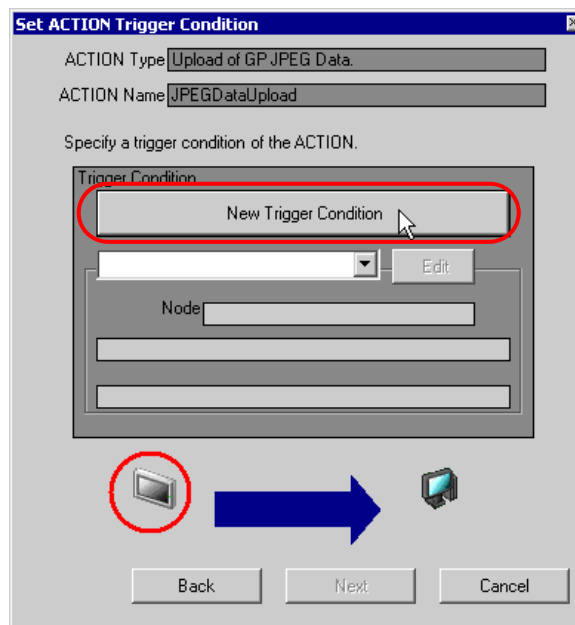 Set ACTION Trigger Condition
ACTION Type Upload of GP JPEG Data.
ACTION Name JPEGDataUpload
Specify a trigger condition of the ACTION.
Trigger Condition
New Trigger Condition
Edit
Node
Back Next Cancel